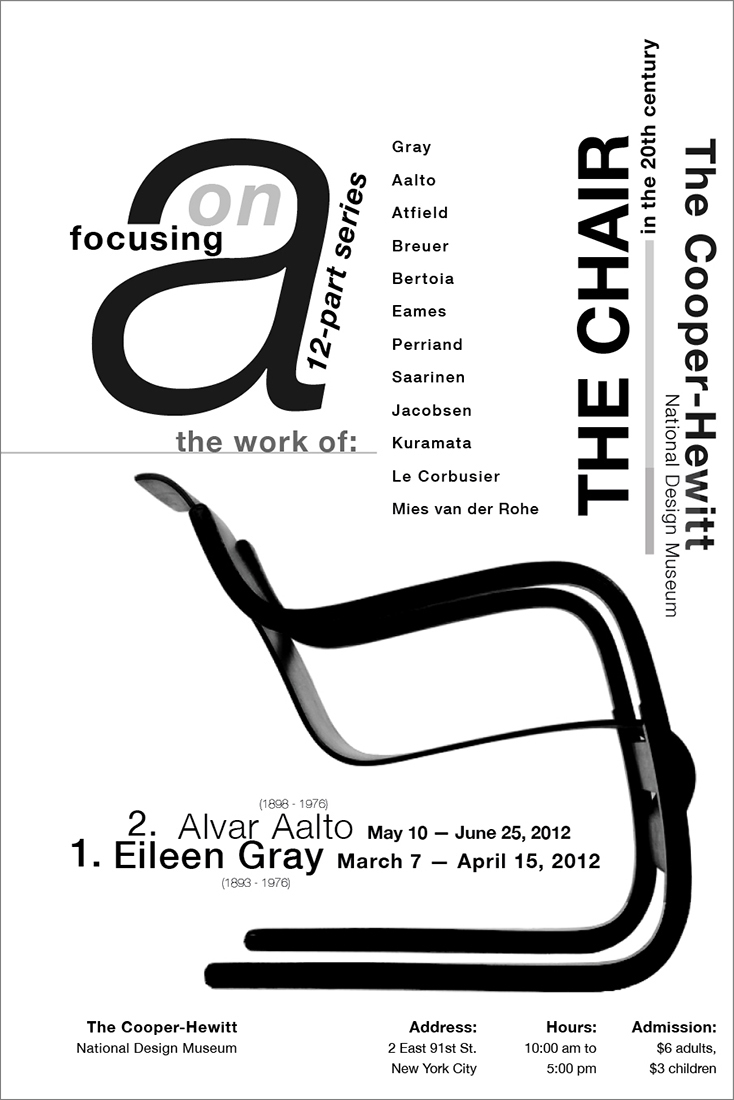 focusing
on
a
12-part series
the work of:
Gray
Aalto
Atfield
Breuer
Bertoia
Eames
Perriand
Saarinen
Jacobsen
Kuramata
Le Corbusier
Mies van der Rohe
THE CHAIR
in the 20th century
The Cooper-Hewitt
National Design Museum
(1898 - 1976)
2. Alvar Aalto May 10 — June 25, 2012
1. Eileen Gray March 7 — April 15, 2012
(1893 - 1976)
The Cooper-Hewitt
National Design Museum
Address:
2 East 91st St.
New York City
Hours:
10:00 am to
5:00 pm
Admission:
$6 adults,
$3 children